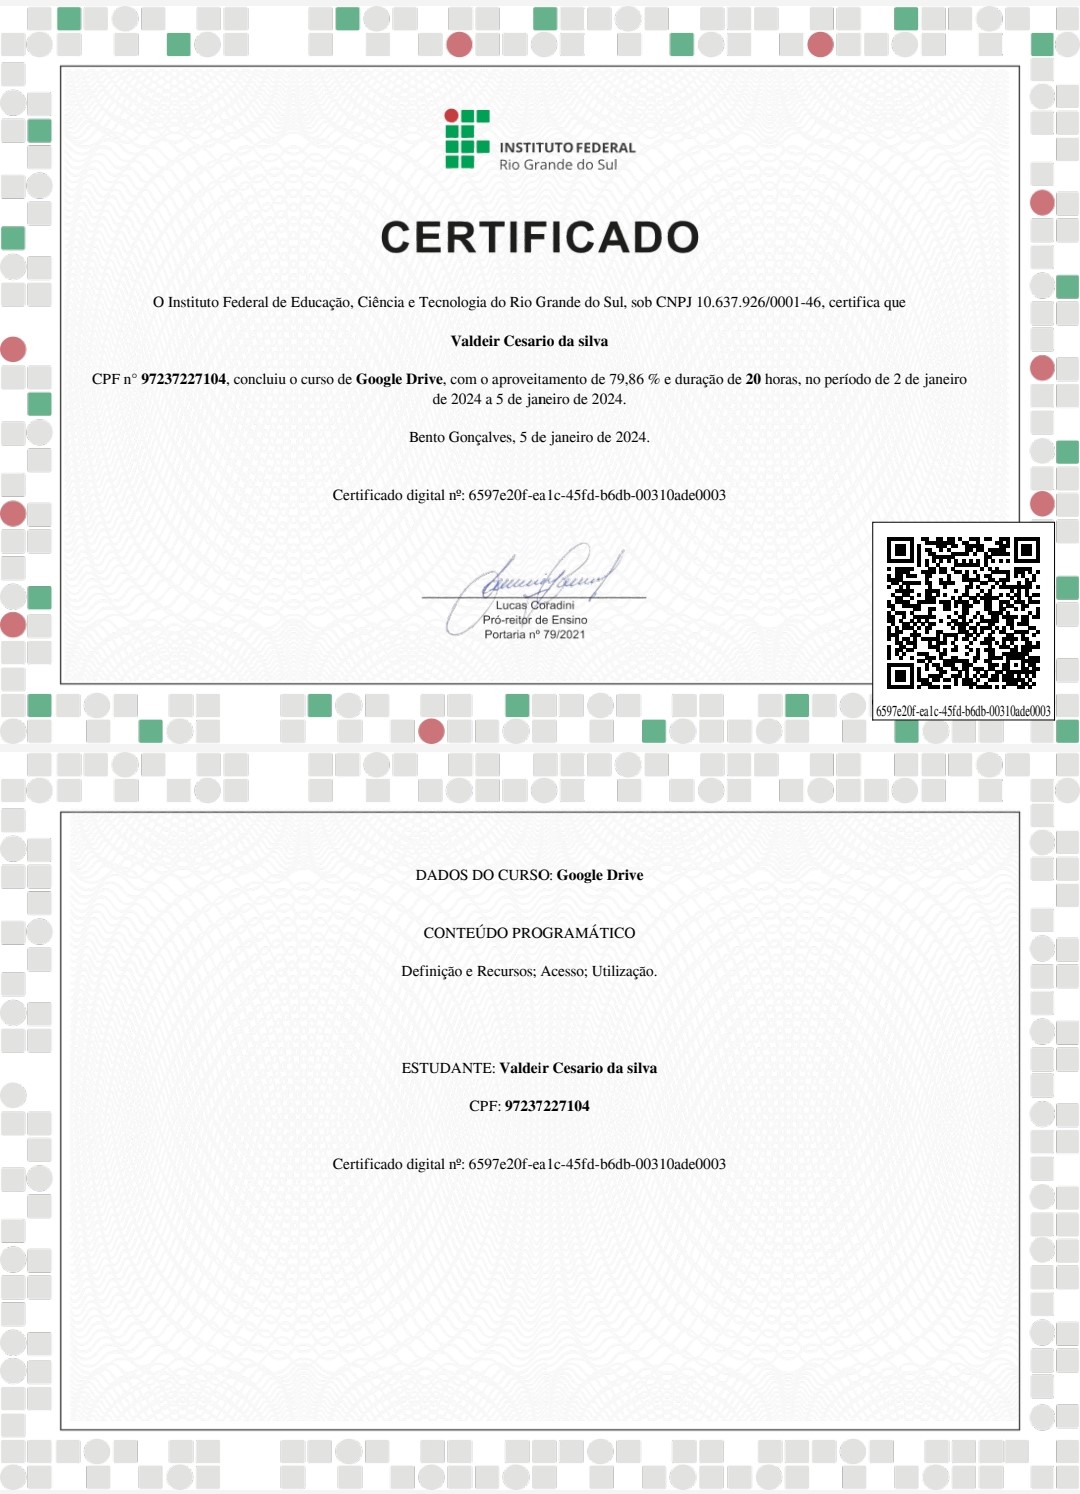 INSTITUTO FEDERAL
Rio Grande do Sul
CERTIFICADO
O Instituto Federal de Educação, Ciência e Tecnologia do Rio Grande do Sul, sob CNPJ 10.637.926/0001-46, certifica que
Valdeir Cesario da silva
CPF n° 97237227104, concluiu o curso de Google Drive, com o aproveitamento de 79,86 % e duração de 20 horas, no período de 2 de janeiro
de 2024 a 5 de janeiro de 2024.
Bento Gonçalves, 5 de janeiro de 2024.
Certificado digital nº: 6597e20f-ea1c-45fd-b6db-00310ade0003
Lucas Coradini
Pró-reitor de Ensino
Portaria nº 79/2021
6597e20f-ea1c-45fd-b6db-00310ade0003
DADOS DO CURSO: Google Drive
CONTEÚDO PROGRAMÁTICO
Definição e Recursos; Acesso; Utilização.
ESTUDANTE: Valdeir Cesario da silva
CPF: 97237227104
Certificado digital nº: 6597e20f-ea1c-45fd-b6db-00310ade0003